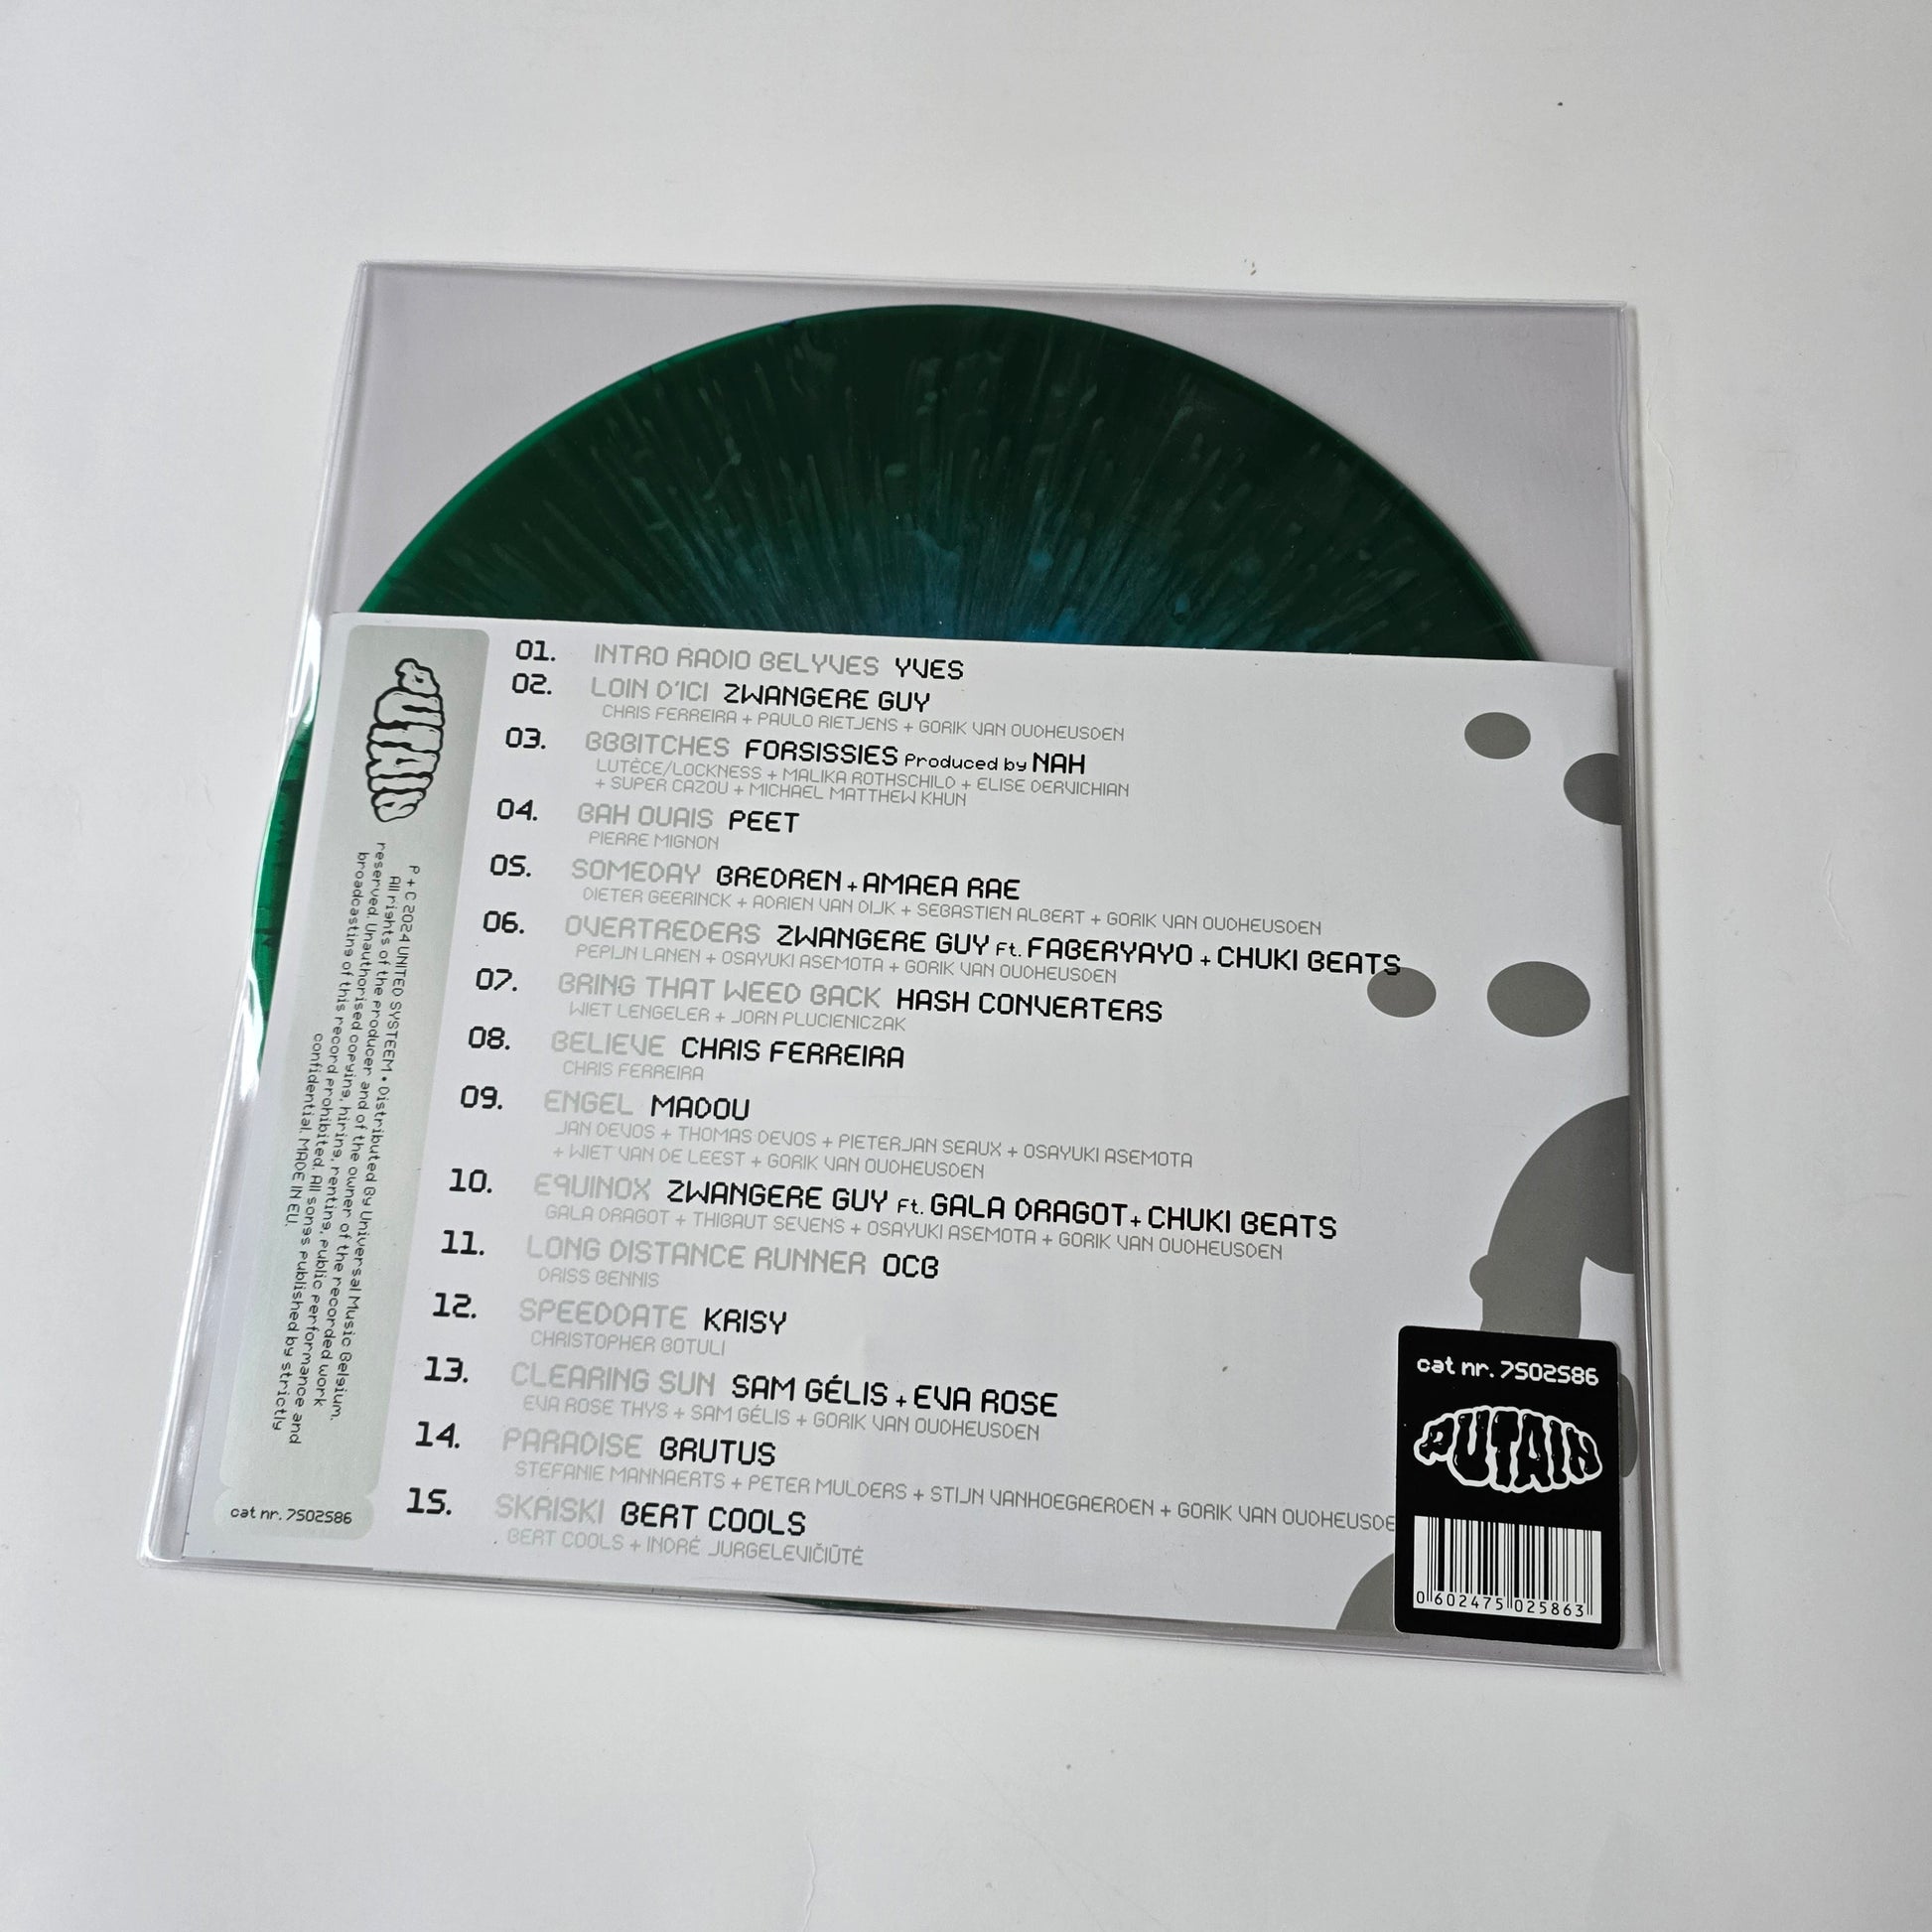 PUTAIN
P + C 2024 UNITED SYSTEEM • Distributed By Universal Music Belgium.
All rights of the producer and of the owner of the recorded work
reserved. Unauthorised copying, hiring, renting, public performance and
broadcasting of this record prohibited. All songs published by strictly
confidential. MADE IN EU.
cat nr. 7502586
01. INTRO RADIO BELYVES YVES
02. LOIN D'ICI ZWANGERE GUY
CHRIS FERREIRA + PAULO RIETJENS + GORIK VAN OUDHEUSDEN
03. BBBITCHES FORSISSIES Produced by NAH
LUTÈCE/LOCKNESS + MALIKA ROTHSCHILD + ELISE DERVICHIAN
+ SUPER CAZOU + MICHAEL MATTHEW KHUN
04. BAH OUAIS PEET
PIERRE MIGNON
05. SOMEDAY BREDREN + AMAEA RAE
DIETER GEERINCK + ADRIEN VAN DIJK + SEBASTIEN ALBERT + GORIK VAN OUDHEUSDEN
06. OVERTREDERS ZWANGERE GUY Ft. FABERYAYO + CHUKI BEATS
PEPIJN LANEN + OSAYUKI ASEMOTA + GORIK VAN OUDHEUSDEN
07. BRING THAT WEED BACK HASH CONVERTERS
WIET LENGELER + JORN PLUCIENICZAK
08. BELIEVE CHRIS FERREIRA
CHRIS FERREIRA
09. ENGEL MADOU
JAN DEVOS + THOMAS DEVOS + PIETERJAN SEAUX + OSAYUKI ASEMOTA
+ WIET VAN DE LEEST + GORIK VAN OUDHEUSDEN
10. EQUINOX ZWANGERE GUY Ft. GALA DRAGOT + CHUKI BEATS
GALA DRAGOT + THIBAUT SEVENS + OSAYUKI ASEMOTA + GORIK VAN OUDHEUSDEN
11. LONG DISTANCE RUNNER OCB
DRISS BENNIS
12. SPEEDDATE KRISY
CHRISTOPHER BOTULI
13. CLEARING SUN SAM GÉLIS + EVA ROSE
EVA ROSE THYS + SAM GÉLIS + GORIK VAN OUDHEUSDEN
14. PARADISE BRUTUS
STEFANIE MANNAERTS + PETER MULDERS + STIJN VANHOEGAERDEN + GORIK VAN OUDHEUSDE
15. SKRISKI BERT COOLS
BERT COOLS + INDRĖ JURGELEVIČIŪTĖ
cat nr. 7502586
PUTAIN
0 602475 025863